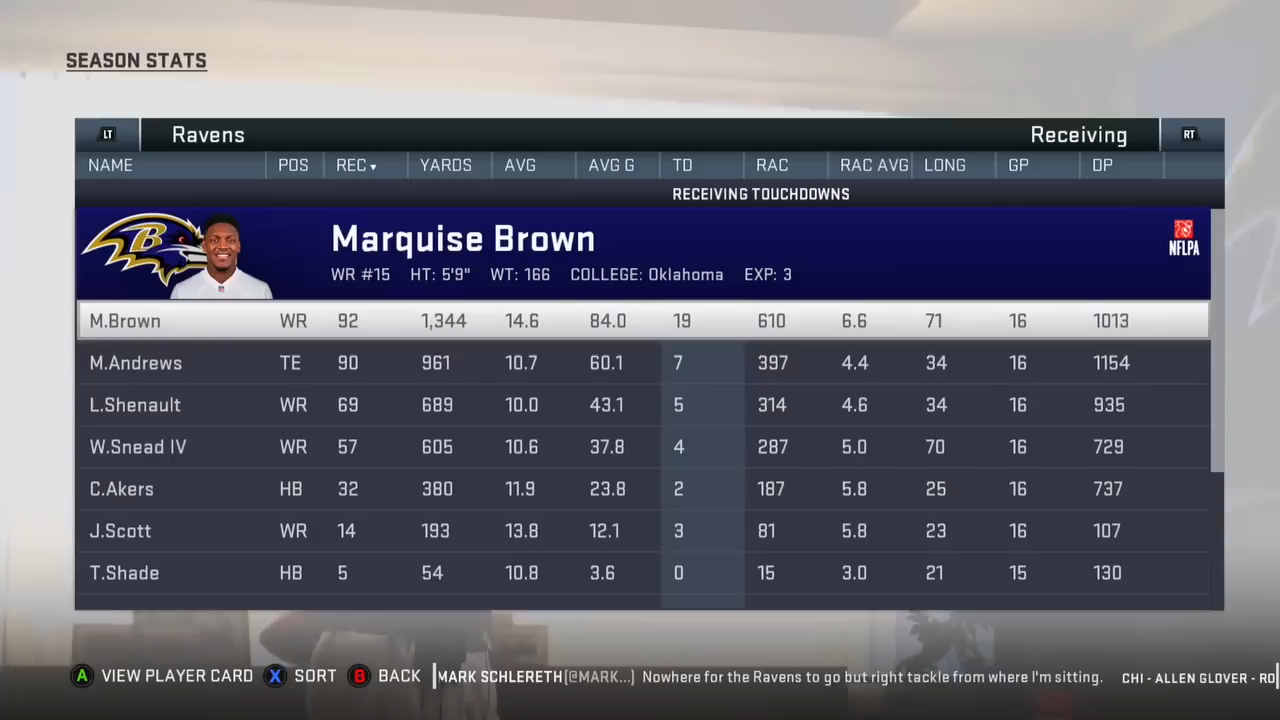 SEASON STATS
LT Ravens Receiving RT
NAME POS REC YARDS AVG AVG G TD RAC RAC AVG LONG GP DP
RECEIVING TOUCHDOWNS
B
Marquise Brown
NFLPA
WR #15 HT: 5'9" WT: 166 COLLEGE: Oklahoma EXP: 3
M.Brown WR 92 1,344 14.6 84.0 19 610 6.6 71 16 1013
M.Andrews TE 90 961 10.7 60.1 7 397 4.4 34 16 1154
L.Shenault WR 69 689 10.0 43.1 5 314 4.6 34 16 935
W.Snead IV WR 57 605 10.6 37.8 4 287 5.0 70 16 729
C.Akers HB 32 380 11.9 23.8 2 187 5.8 25 16 737
J.Scott WR 14 193 13.8 12.1 3 81 5.8 23 16 107
T.Shade HB 5 54 10.8 3.6 0 15 3.0 21 15 130
A VIEW PLAYER CARD X SORT B BACK MARK SCHLERETH[@MARK...] Nowhere for the Ravens to go but right tackle from where I'm sitting. CHI - ALLEN GLOVER - RO